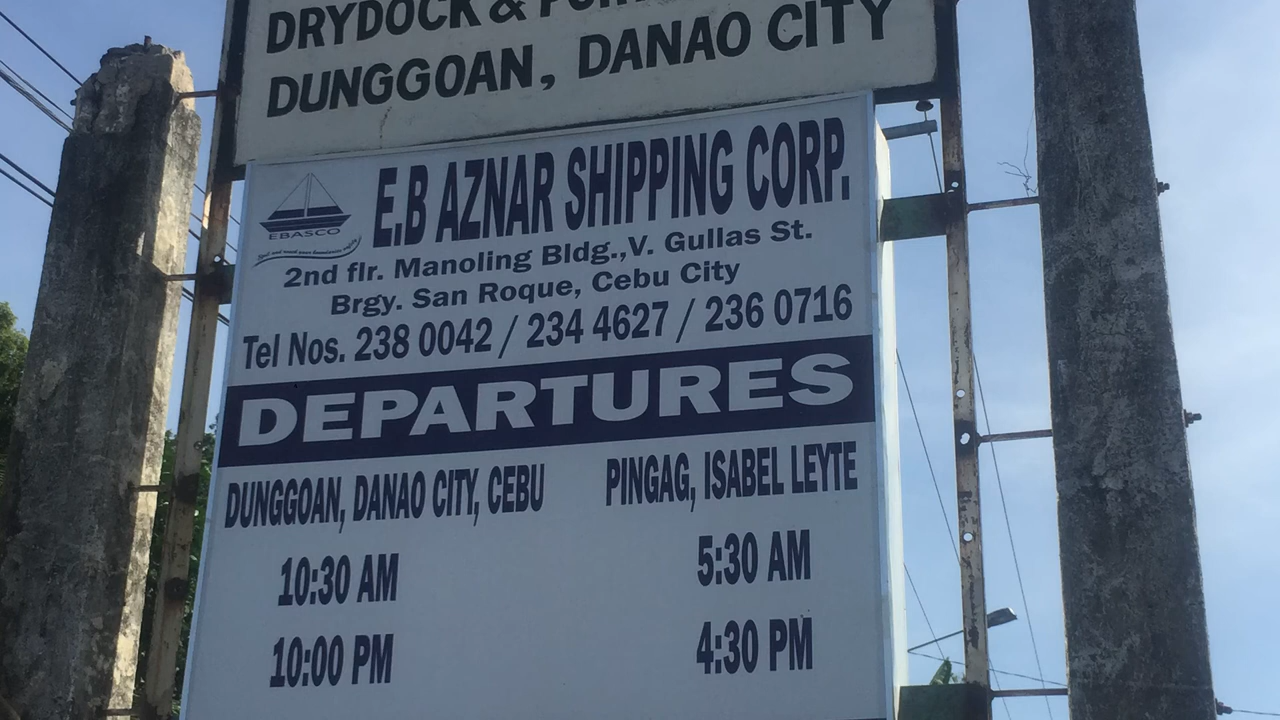 DRYDOCK &
DUNGGOAN, DANAO CITY
E.B AZNAR SHIPPING CORP.
EBASCO
2nd flr. Manoling Bldg.,V. Gullas St.
Brgy. San Roque, Cebu City
Tel Nos. 238 0042 / 234 4627 / 236 0716
DEPARTURES
DUNGGOAN, DANAO CITY, CEBU PINGAG, ISABEL LEYTE
10:30 AM 5:30 AM
10:00 PM 4:30 PM